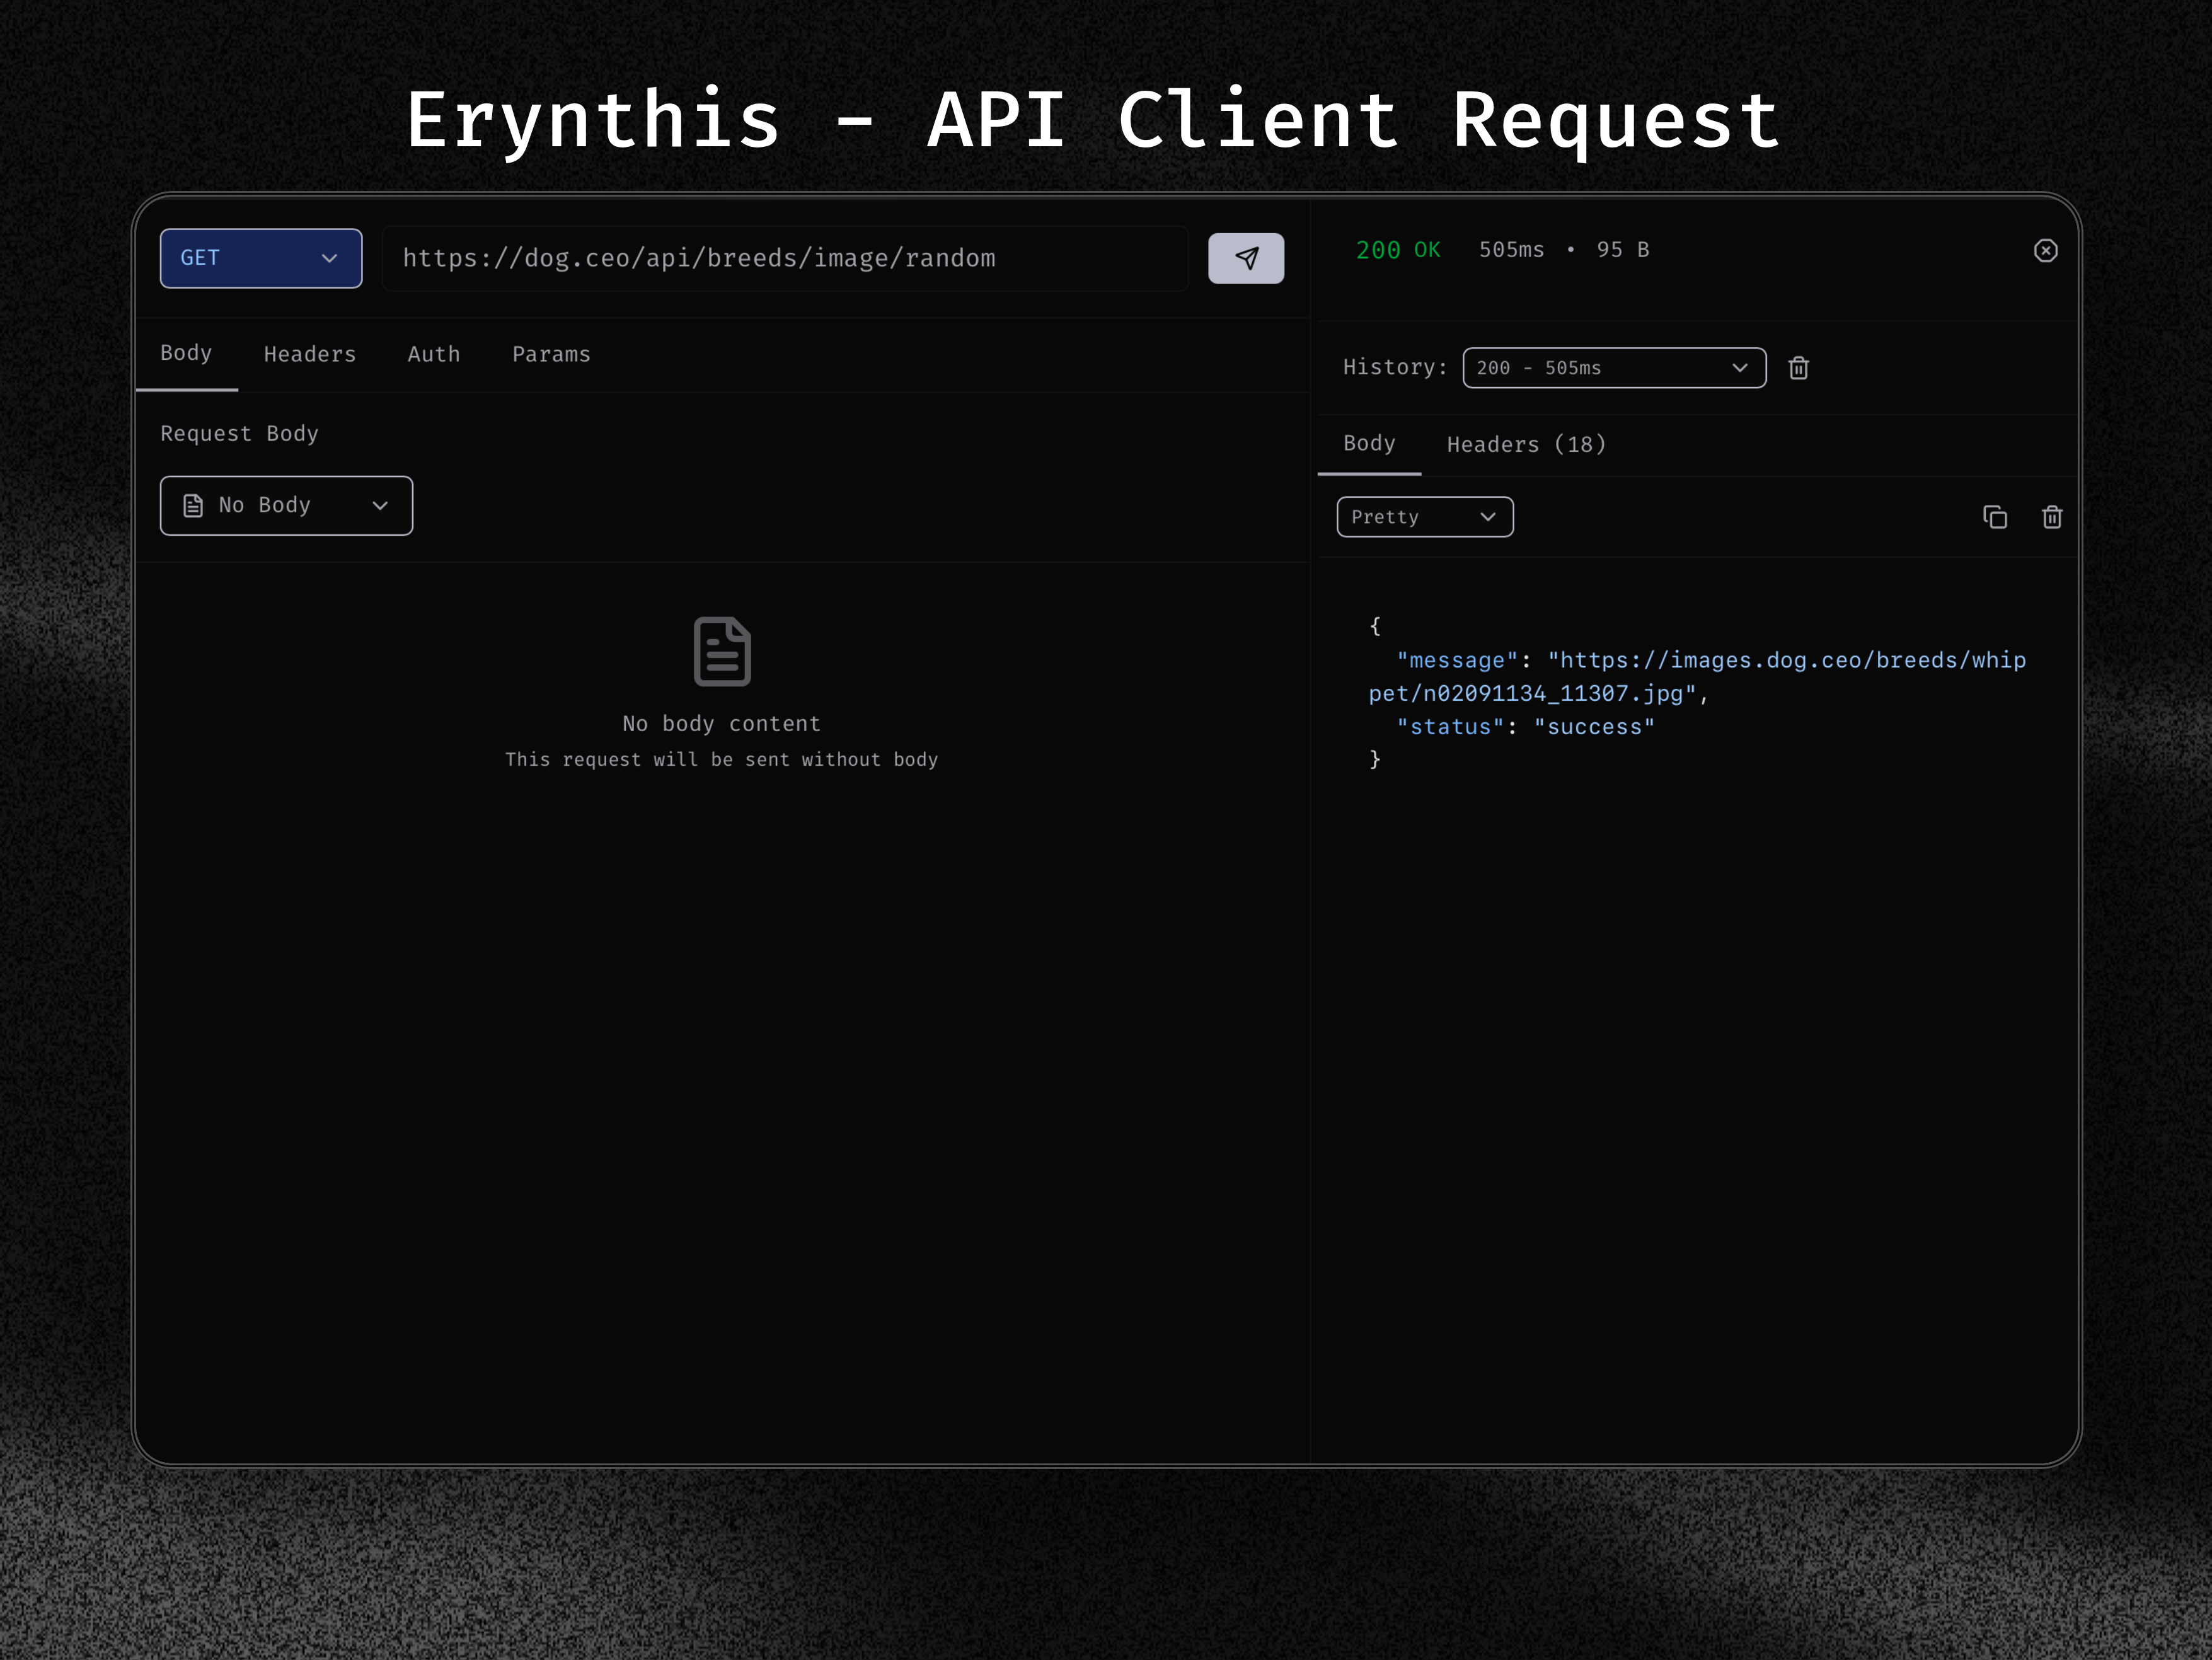 Erynthis - API Client Request
GET
https://dog.ceo/api/breeds/image/random
Body Headers Auth Params
Request Body
No Body
No body content
This request will be sent without body
200 OK 505ms • 95 B
History: 200 - 505ms
Body Headers (18)
Pretty
{
"message": "https://images.dog.ceo/breeds/whip
pet/n02091134_11307.jpg",
"status": "success"
}